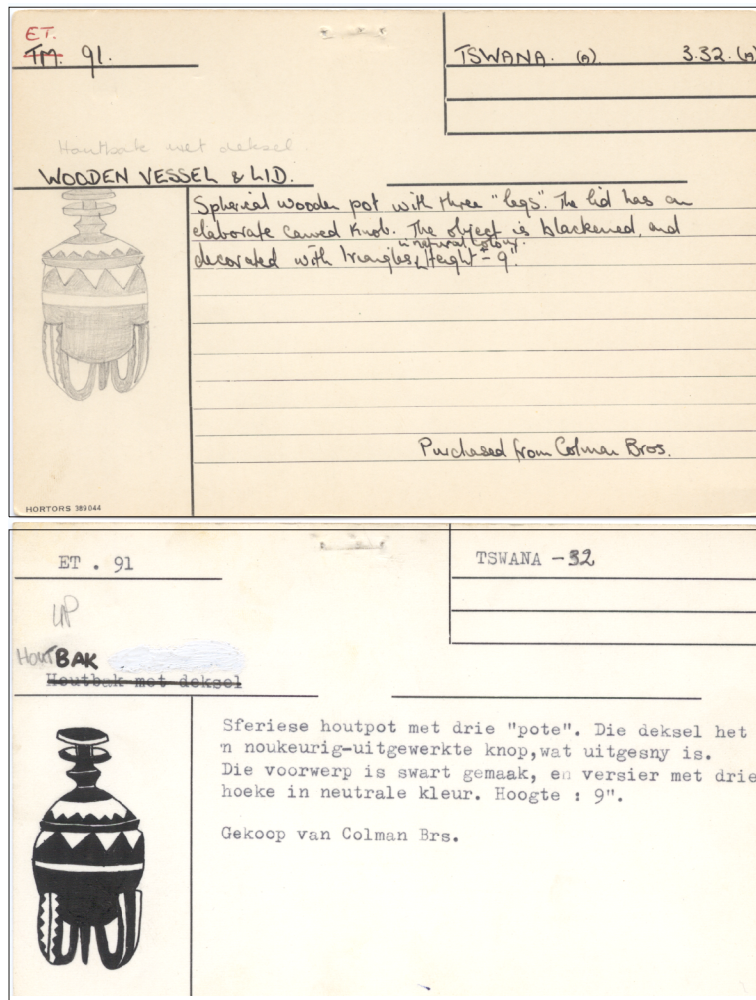 ET.
TM. 91.
TSWANA. (A) 3.32. (A)
Houtbak met deksel
WOODEN VESSEL & LID.
Spherical wooden pot with three "legs". The lid has an
elaborate carved knob. The object is blackened, and
in natural colour.
decorated with triangles, Height - 9".
Purchased from Colman Bros.
HORTORS 389044
ET . 91
TSWANA -32
UP
HOUTBAK
Houtbak met deksel
Sferiese houtpot met drie "pote". Die deksel het
'n noukeurig-uitgewerkte knop,wat uitgesny is.
Die voorwerp is swart gemaak, en versier met drie
hoeke in neutrale kleur. Hoogte : 9".
Gekoop van Colman Brs.